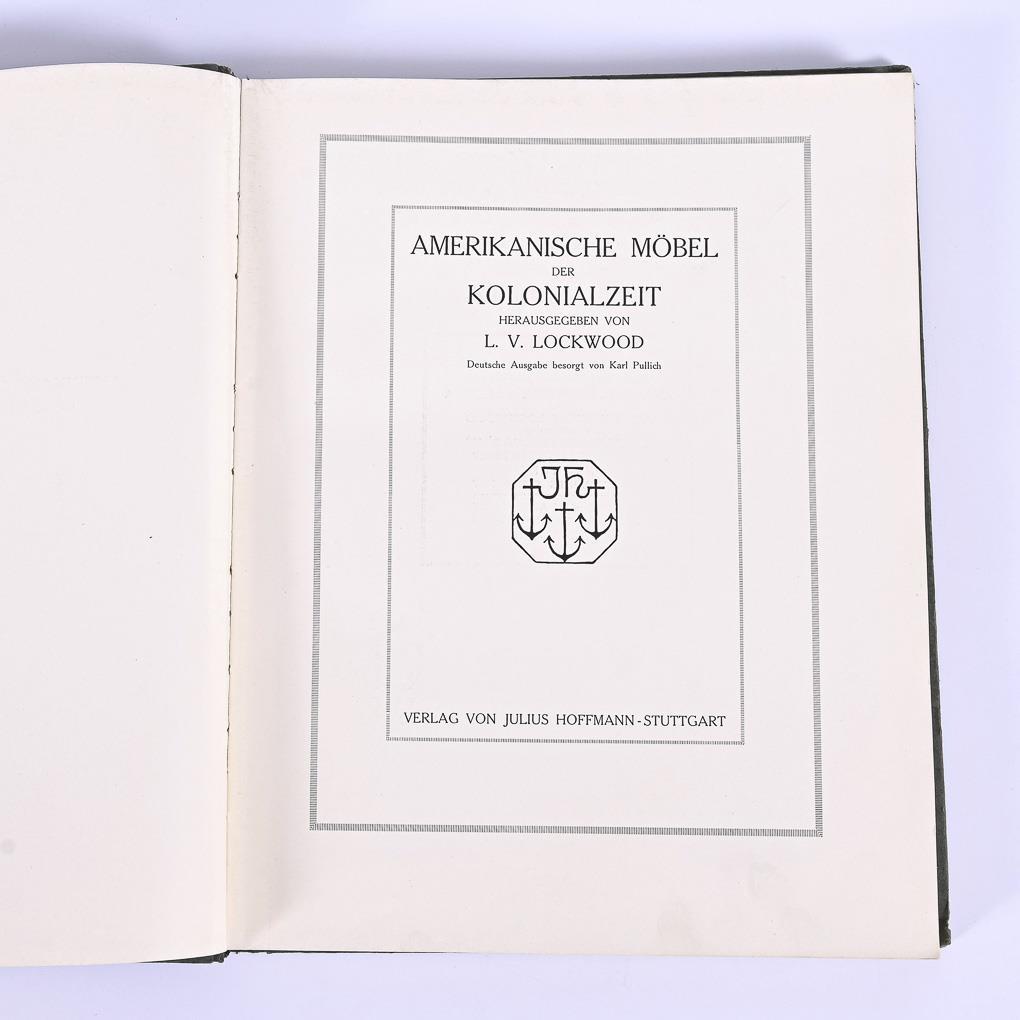 AMERIKANISCHE MÖBEL
DER
KOLONIALZEIT
HERAUSGEGEBEN VON
L. V. LOCKWOOD
Deutsche Ausgabe besorgt von Karl Pullich
JH
VERLAG VON JULIUS HOFFMANN-STUTTGART